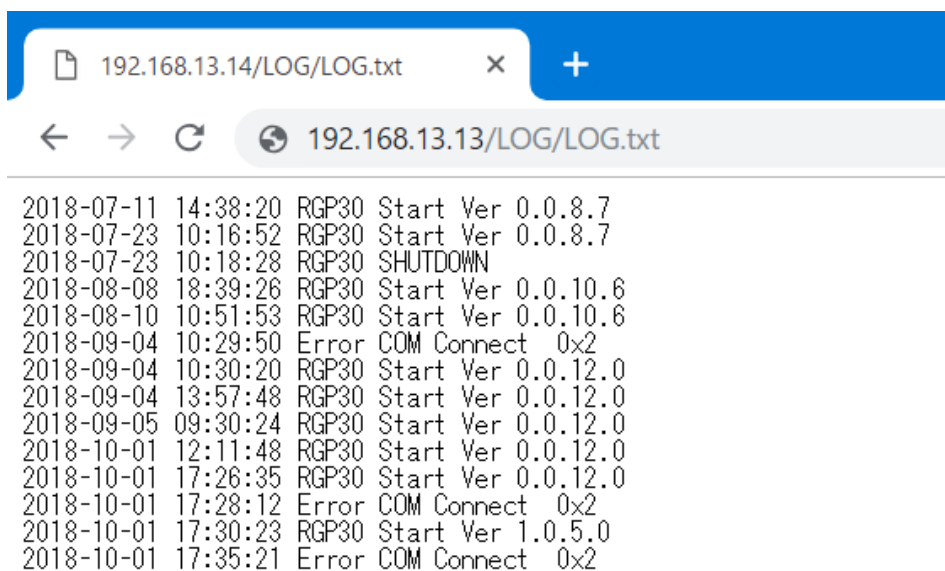 192.168.13.14/LOG/LOG.txt
192.168.13.13/LOG/LOG.txt
2018-07-11 14:38:20 RGP30 Start Ver 0.0.8.7
2018-07-23 10:16:52 RGP30 Start Ver 0.0.8.7
2018-07-23 10:18:28 RGP30 SHUTDOWN
2018-08-08 18:39:26 RGP30 Start Ver 0.0.10.6
2018-08-10 10:51:53 RGP30 Start Ver 0.0.10.6
2018-09-04 10:29:50 Error COM Connect  0x2
2018-09-04 10:30:20 RGP30 Start Ver 0.0.12.0
2018-09-04 13:57:48 RGP30 Start Ver 0.0.12.0
2018-09-05 09:30:24 RGP30 Start Ver 0.0.12.0
2018-10-01 12:11:48 RGP30 Start Ver 0.0.12.0
2018-10-01 17:26:35 RGP30 Start Ver 0.0.12.0
2018-10-01 17:28:12 Error COM Connect  0x2
2018-10-01 17:30:23 RGP30 Start Ver 1.0.5.0
2018-10-01 17:35:21 Error COM Connect  0x2